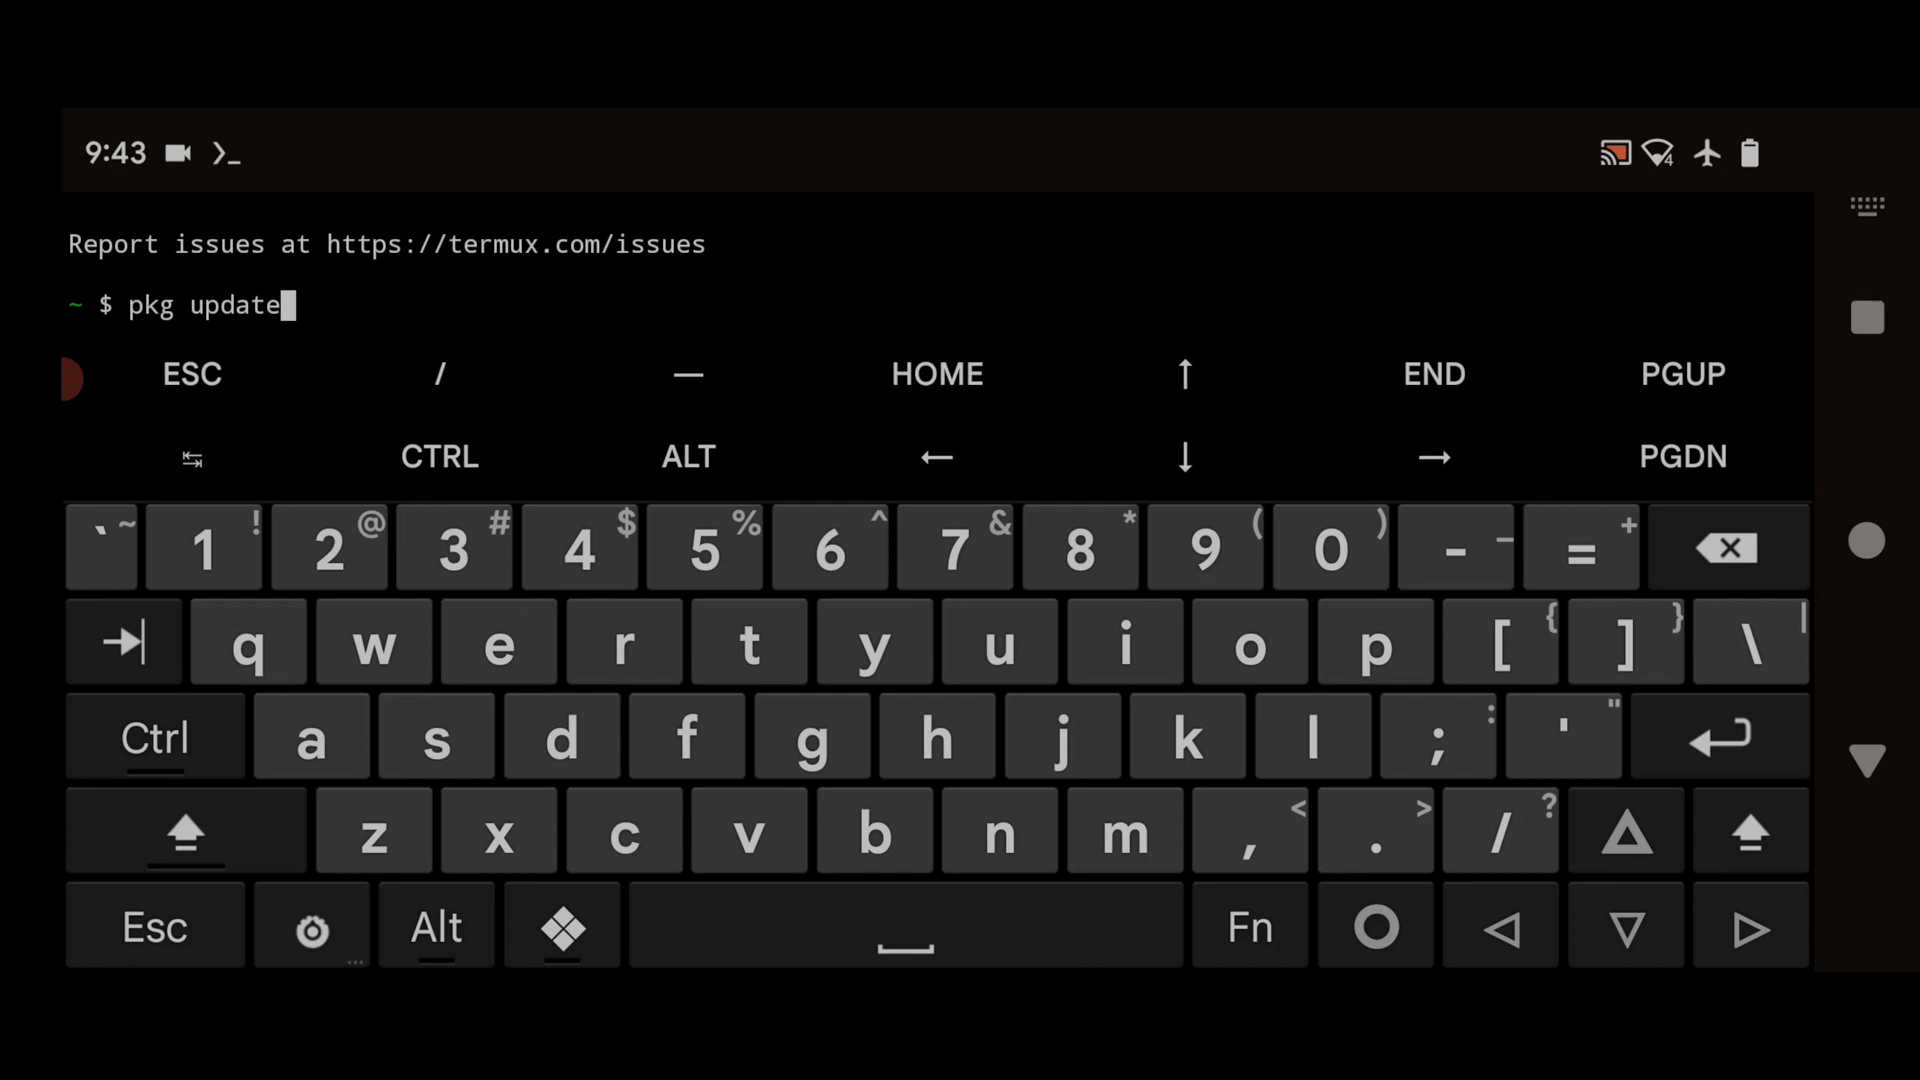 9:43
4
Report issues at https://termux.com/issues
~ $ pkg update
ESC / — HOME ↑ END PGUP
↹ CTRL ALT ← ↓ → PGDN
` ~ 1 ! 2 @ 3 # 4 $ 5 % 6 ^ 7 & 8 * 9 ( 0 ) - _ = +
q w e r t y u i o p [ { ] } \ |
Ctrl a s d f g h j k l ; : ' "
z x c v b n m , < . > / ?
Esc ... Alt Fn